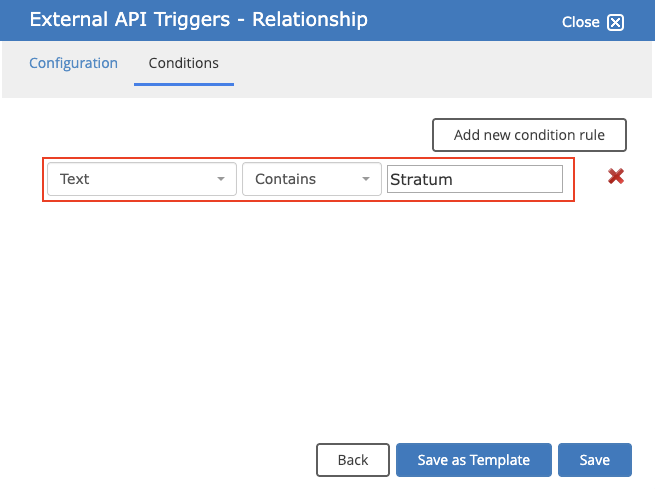 External API Triggers - Relationship
Close
Configuration
Conditions
Add new condition rule
Text
Contains
Stratum
Back
Save as Template
Save